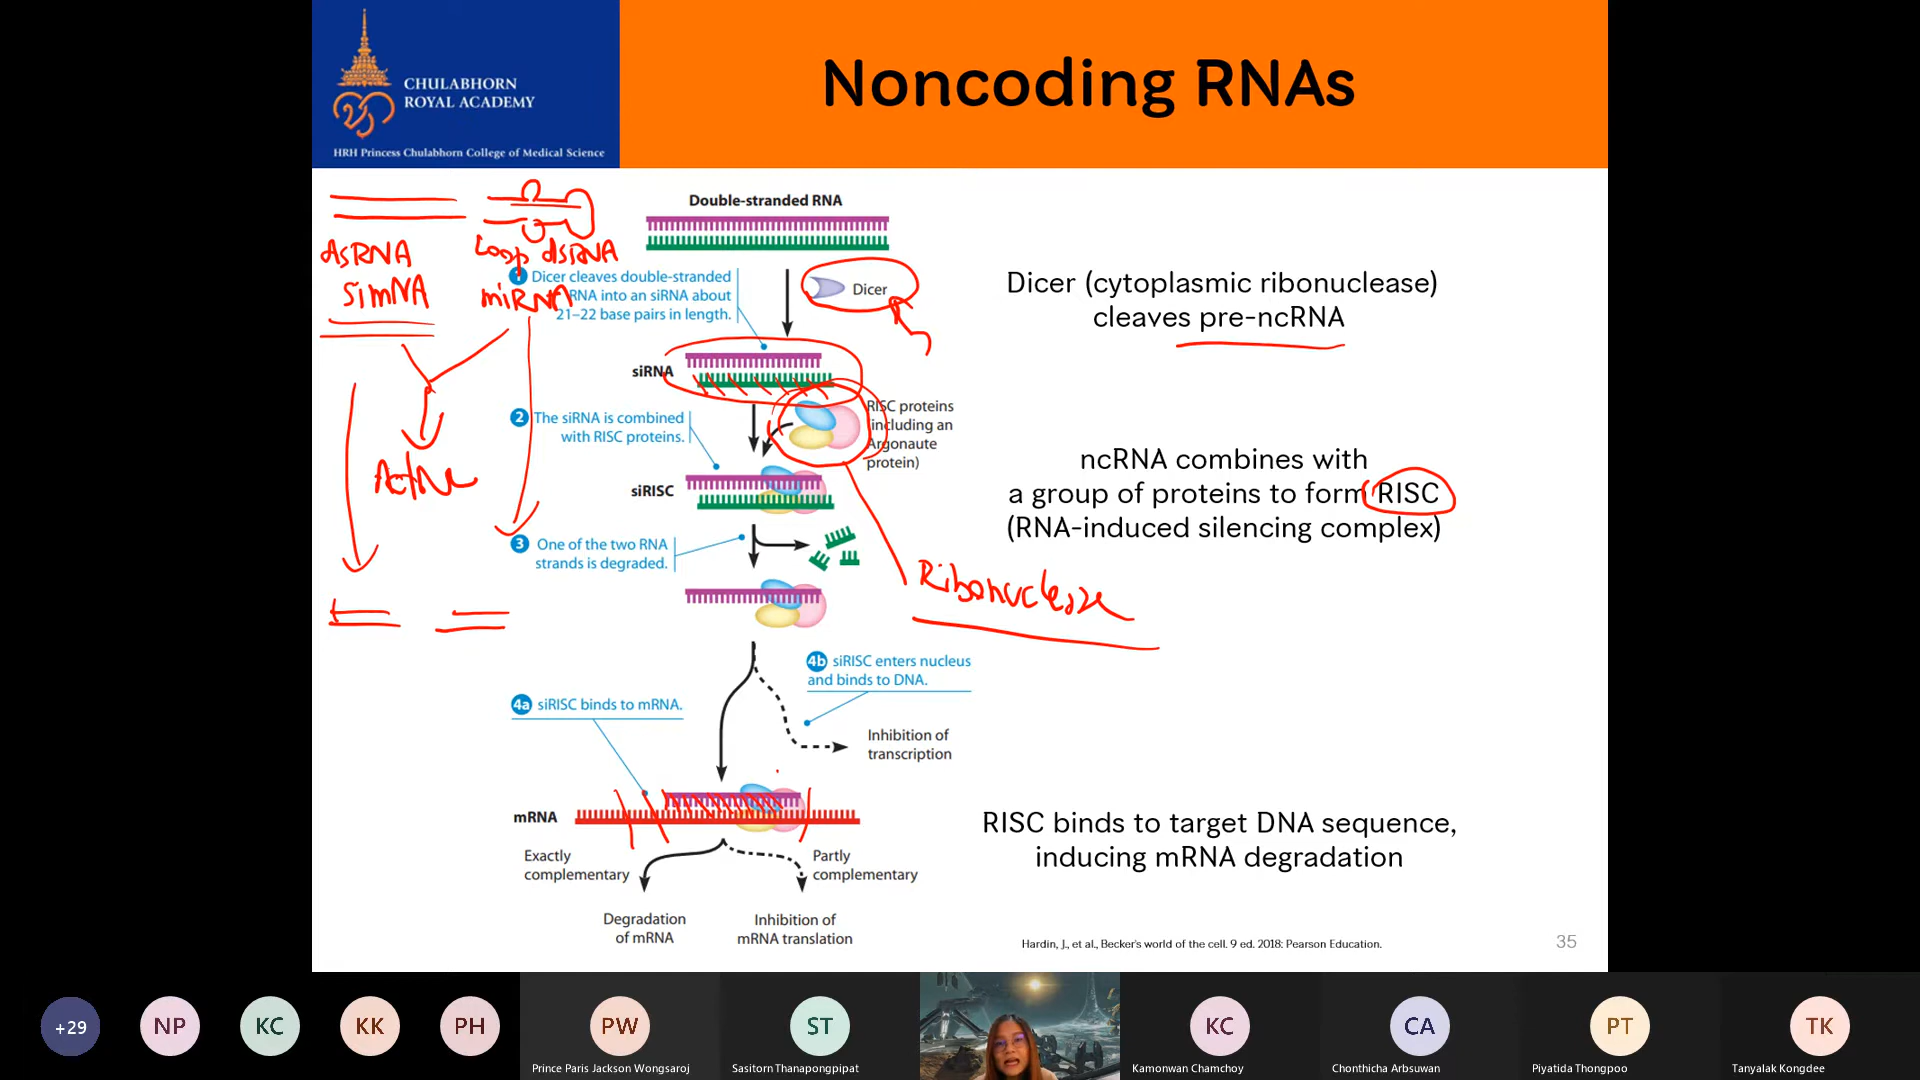 CHULABHORN
ROYAL ACADEMY
HRH Princess Chulabhorn College of Medical Science
Noncoding RNAs
Double-stranded RNA
dsRNA
SimNA
Loop dsRNA
miRNA
1 Dicer cleaves double-stranded
RNA into an siRNA about
21–22 base pairs in length.
Dicer
Dicer (cytoplasmic ribonuclease)
cleaves pre-ncRNA
siRNA
RISC proteins
(including an
Argonaute
protein)
2 The siRNA is combined
with RISC proteins.
Active
siRISC
ncRNA combines with
a group of proteins to form RISC
(RNA-induced silencing complex)
3 One of the two RNA
strands is degraded.
Ribonuclease
4b siRISC enters nucleus
and binds to DNA.
4a siRISC binds to mRNA.
Inhibition of
transcription
mRNA
Exactly
complementary
Partly
complementary
Degradation
of mRNA
Inhibition of
mRNA translation
RISC binds to target DNA sequence,
inducing mRNA degradation
Hardin, J., et al., Becker's world of the cell. 9 ed. 2018: Pearson Education.
35
+29
NP
KC
KK
PH
PW
ST
KC
CA
PT
TK
Prince Paris Jackson Wongsaroj
Sasitorn Thanapongpipat
Kamonwan Chamchoy
Chonthicha Arbsuwan
Piyatida Thongpoo
Tanyalak Kongdee